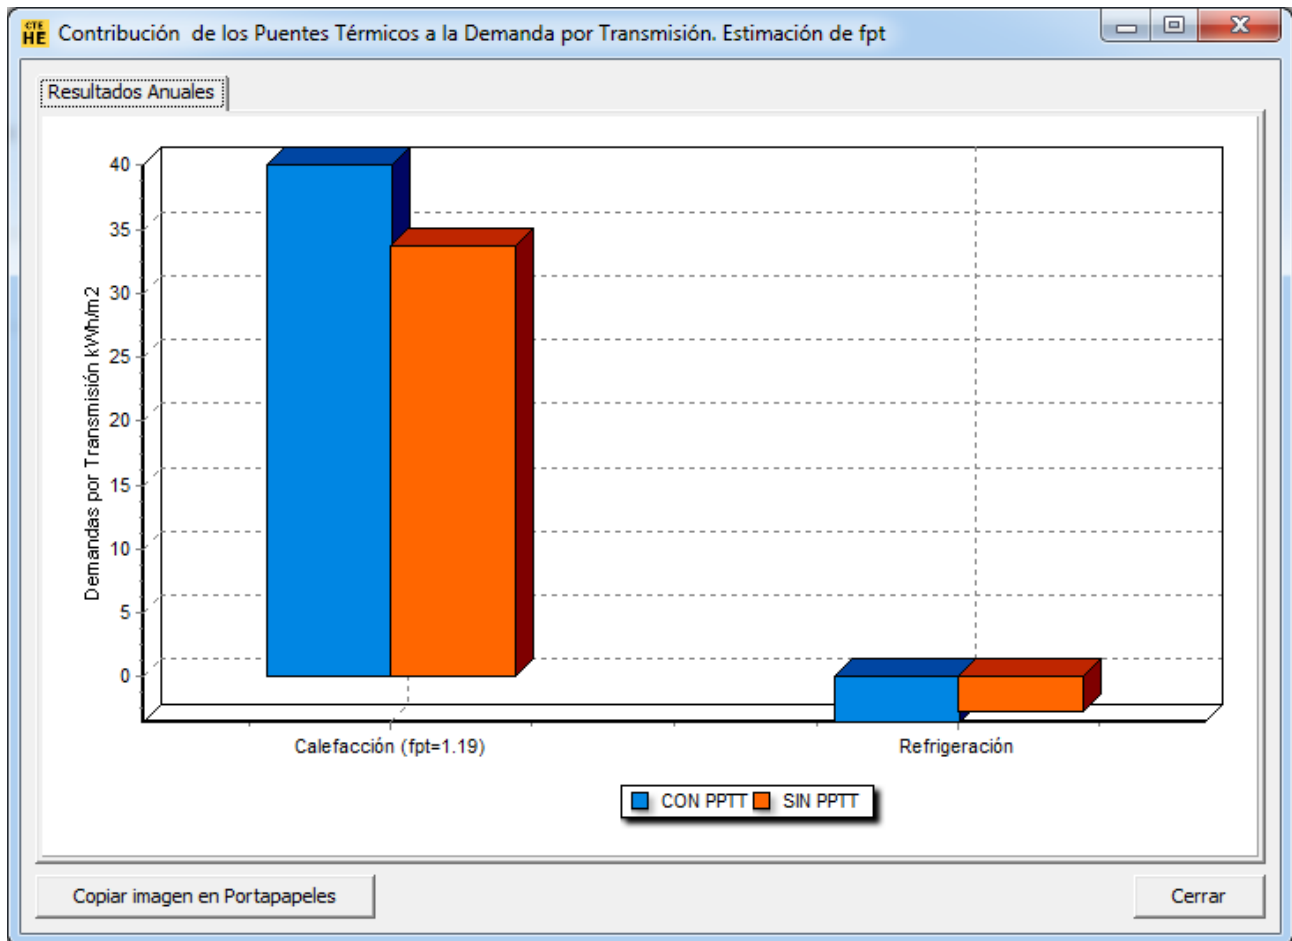 CTE
HE
Contribución  de los Puentes Térmicos a la Demanda por Transmisión. Estimación de fpt
Resultados Anuales
Demandas por Transmisión kWh/m2
40
35
30
25
20
15
10
5
0
Calefacción (fpt=1.19)
Refrigeración
CON PPTT
SIN PPTT
Copiar imagen en Portapapeles
Cerrar